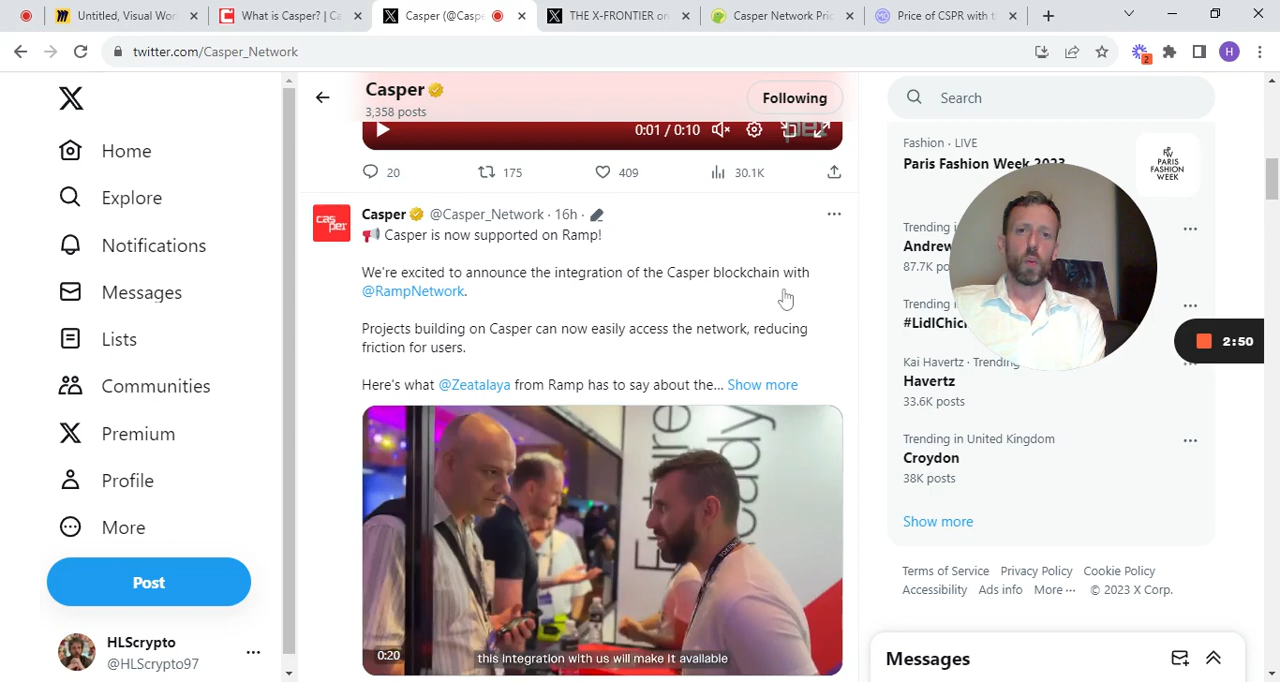 Untitled, Visual Wor
What is Casper? | Ca
Casper (@Caspe
THE X-FRONTIER on
Casper Network Pric
Price of CSPR with t
twitter.com/Casper_Network
2
H
Casper
3,358 posts
Following
Search
0:01 / 0:10
20
175
409
30.1K
Home
Explore
Notifications
Messages
Lists
Communities
Premium
Profile
More
Post
HLScrypto
@HLScrypto97
casper
Casper @Casper_Network · 16h ·
Casper is now supported on Ramp!
We're excited to announce the integration of the Casper blockchain with
@RampNetwork.
Projects building on Casper can now easily access the network, reducing
friction for users.
Here's what @Zeatalaya from Ramp has to say about the... Show more
0:20
this integration with us will make it available
Fashion · LIVE
Paris Fashion Week 2023
PARIS
FASHION
WEEK
Trending i
Andrew
87.7K po
Trending i
#LidlChic
Kai Havertz · Trending
Havertz
33.6K posts
Trending in United Kingdom
Croydon
38K posts
Show more
2:50
Terms of Service Privacy Policy Cookie Policy
Accessibility Ads info More ··· © 2023 X Corp.
Messages